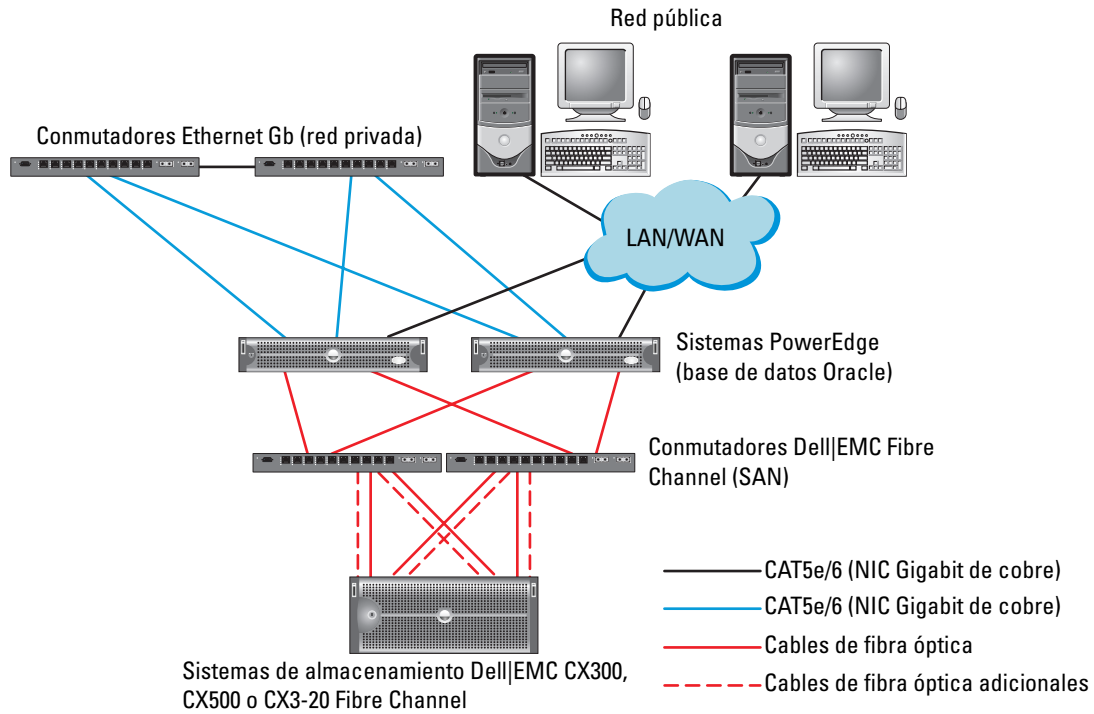 Red pública
Conmutadores Ethernet Gb (red privada)
LAN/WAN
Sistemas PowerEdge
(base de datos Oracle)
Conmutadores Dell|EMC Fibre
Channel (SAN)
CAT5e/6 (NIC Gigabit de cobre)
CAT5e/6 (NIC Gigabit de cobre)
Cables de fibra óptica
Cables de fibra óptica adicionales
Sistemas de almacenamiento Dell|EMC CX300,
CX500 o CX3-20 Fibre Channel